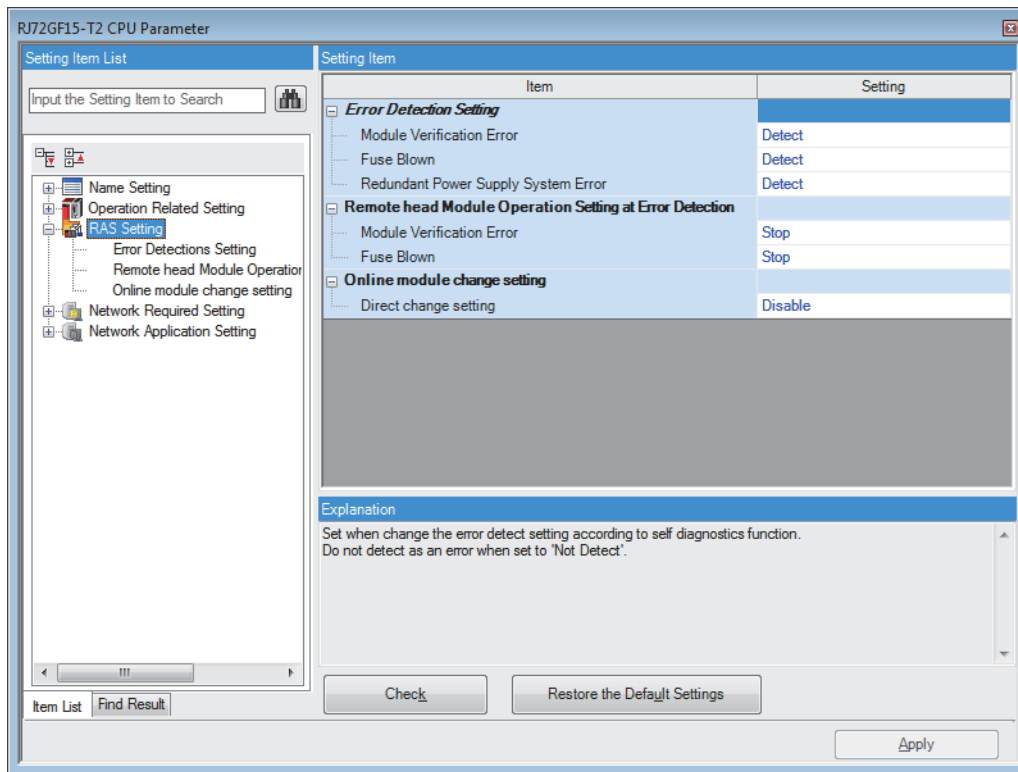 RJ72GF15-T2 CPU Parameter
Setting Item List
Input the Setting Item to Search
Name Setting
Operation Related Setting
RAS Setting
Error Detections Setting
Remote head Module Operation
Online module change setting
Network Required Setting
Network Application Setting
Item List
Find Result
Setting Item
Item Setting
Error Detection Setting
Module Verification Error Detect
Fuse Blown Detect
Redundant Power Supply System Error Detect
Remote head Module Operation Setting at Error Detection
Module Verification Error Stop
Fuse Blown Stop
Online module change setting
Direct change setting Disable
Explanation
Set when change the error detect setting according to self diagnostics function.
Do not detect as an error when set to 'Not Detect'.
Check Restore the Default Settings
Apply